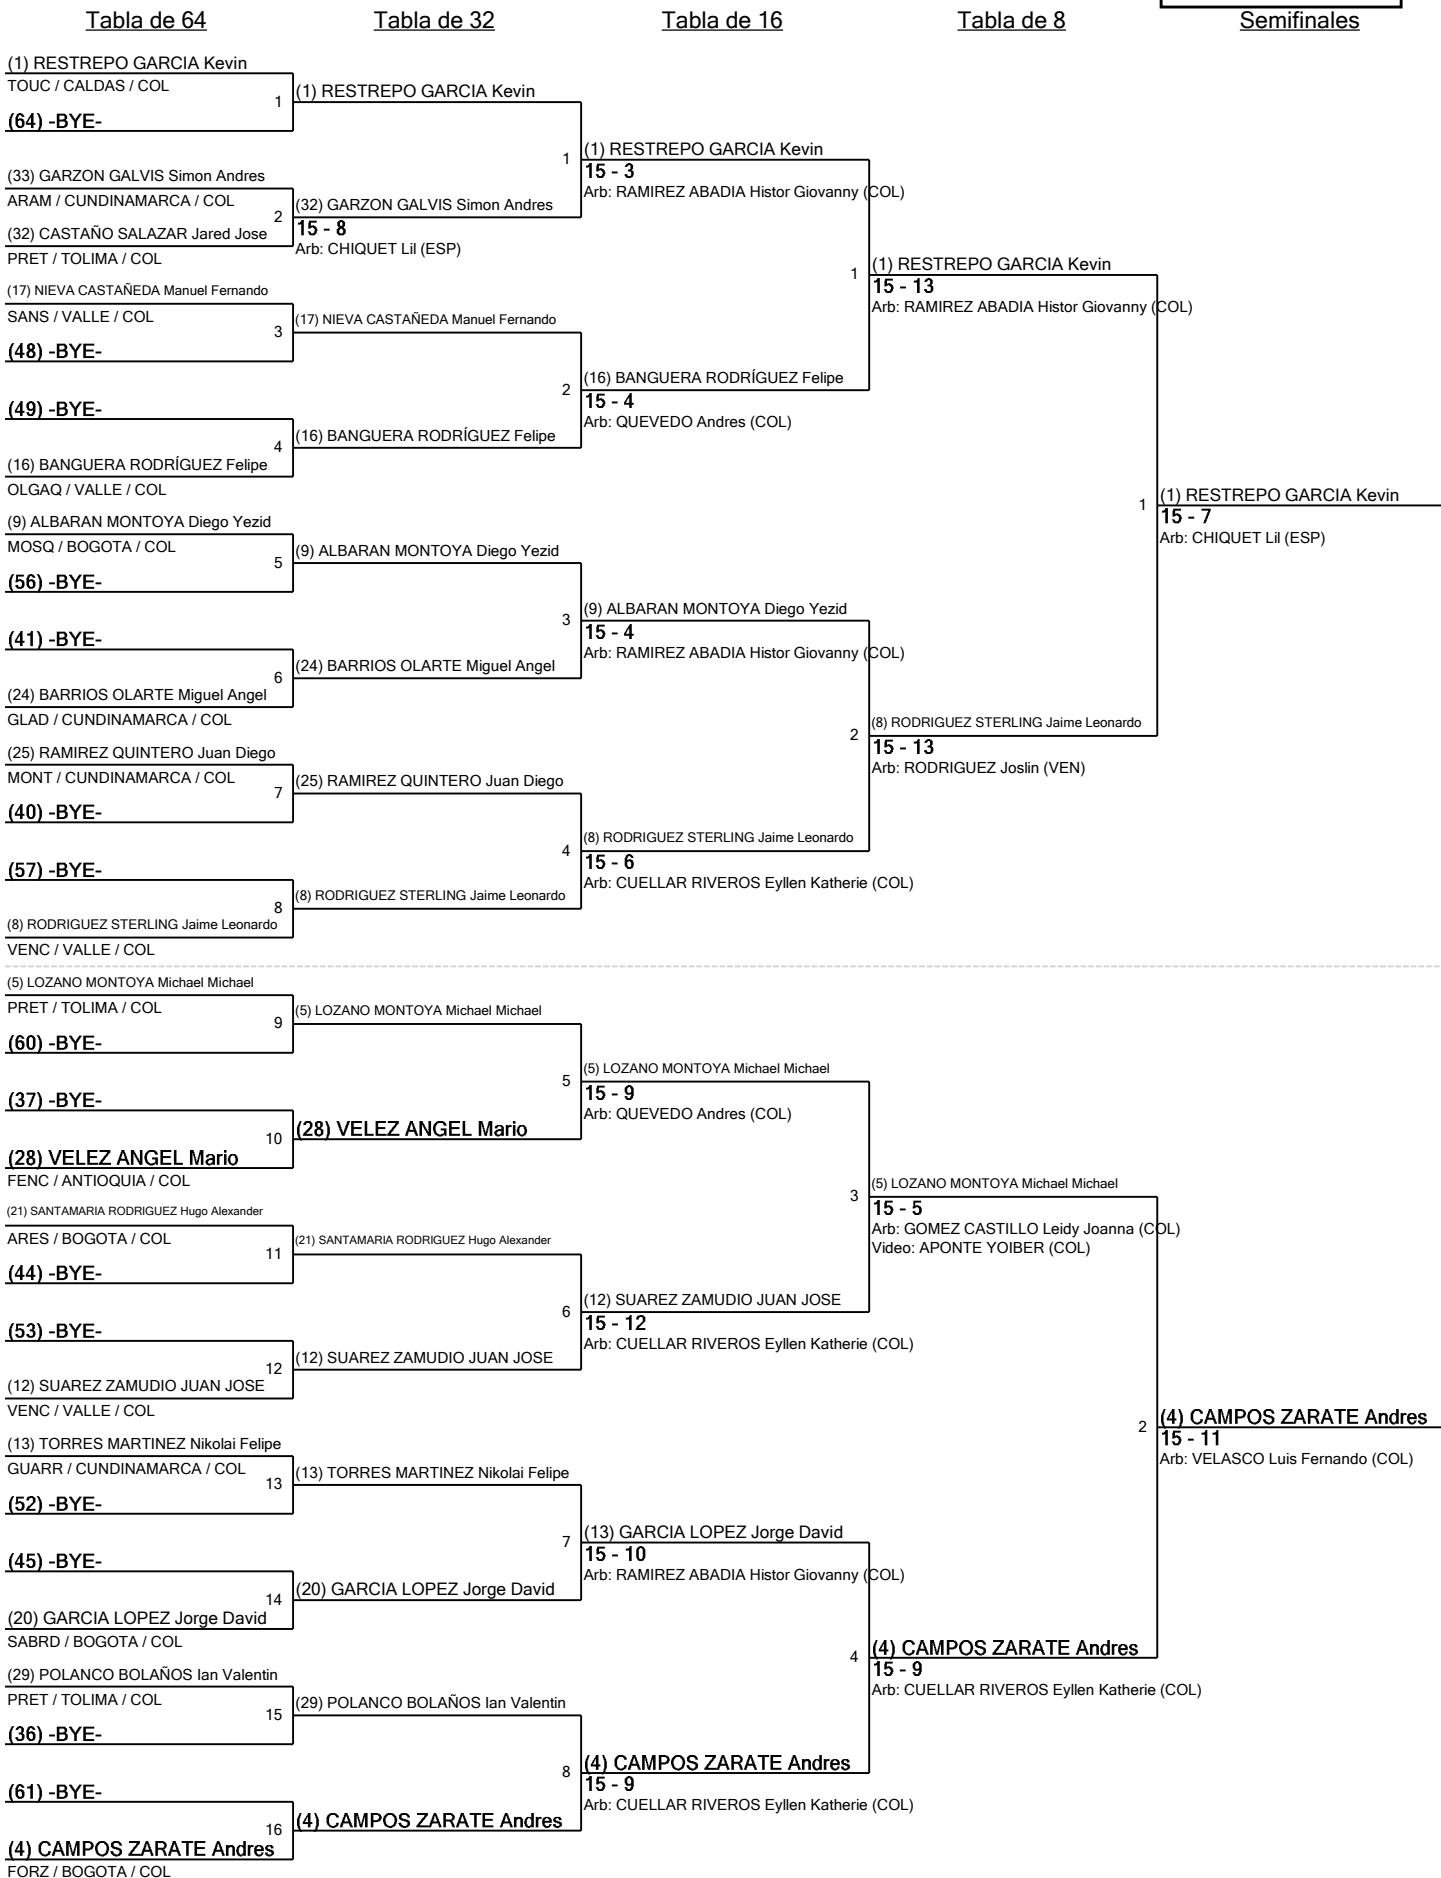 Tabla de 64
Tabla de 32
Tabla de 16
Tabla de 8
Semifinales
(1) RESTREPO GARCIA Kevin
TOUC / CALDAS / COL
1
(64) -BYE-
(33) GARZON GALVIS Simon Andres
ARAM / CUNDINAMARCA / COL
2
(32) CASTAÑO SALAZAR Jared Jose
PRET / TOLIMA / COL
(17) NIEVA CASTAÑEDA Manuel Fernando
SANS / VALLE / COL
3
(48) -BYE-
(49) -BYE-
4
(16) BANGUERA RODRÍGUEZ Felipe
OLGAQ / VALLE / COL
(9) ALBARAN MONTOYA Diego Yezid
MOSQ / BOGOTA / COL
5
(56) -BYE-
(41) -BYE-
6
(24) BARRIOS OLARTE Miguel Angel
GLAD / CUNDINAMARCA / COL
(25) RAMIREZ QUINTERO Juan Diego
MONT / CUNDINAMARCA / COL
7
(40) -BYE-
(57) -BYE-
8
(8) RODRIGUEZ STERLING Jaime Leonardo
VENC / VALLE / COL
(5) LOZANO MONTOYA Michael Michael
PRET / TOLIMA / COL
9
(60) -BYE-
(37) -BYE-
10
(28) VELEZ ANGEL Mario
FENC / ANTIOQUIA / COL
(21) SANTAMARIA RODRIGUEZ Hugo Alexander
ARES / BOGOTA / COL
11
(44) -BYE-
(53) -BYE-
12
(12) SUAREZ ZAMUDIO JUAN JOSE
VENC / VALLE / COL
(13) TORRES MARTINEZ Nikolai Felipe
GUARR / CUNDINAMARCA / COL
13
(52) -BYE-
(45) -BYE-
14
(20) GARCIA LOPEZ Jorge David
SABRD / BOGOTA / COL
(29) POLANCO BOLAÑOS Ian Valentin
PRET / TOLIMA / COL
15
(36) -BYE-
(61) -BYE-
16
(4) CAMPOS ZARATE Andres
FORZ / BOGOTA / COL
(1) RESTREPO GARCIA Kevin
1
(32) GARZON GALVIS Simon Andres
15 - 8
Arb: CHIQUET Lil (ESP)
(17) NIEVA CASTAÑEDA Manuel Fernando
2
(16) BANGUERA RODRÍGUEZ Felipe
(9) ALBARAN MONTOYA Diego Yezid
3
(24) BARRIOS OLARTE Miguel Angel
(25) RAMIREZ QUINTERO Juan Diego
4
(8) RODRIGUEZ STERLING Jaime Leonardo
(5) LOZANO MONTOYA Michael Michael
5
(28) VELEZ ANGEL Mario
(21) SANTAMARIA RODRIGUEZ Hugo Alexander
6
(12) SUAREZ ZAMUDIO JUAN JOSE
(13) TORRES MARTINEZ Nikolai Felipe
7
(20) GARCIA LOPEZ Jorge David
(29) POLANCO BOLAÑOS Ian Valentin
8
(4) CAMPOS ZARATE Andres
(1) RESTREPO GARCIA Kevin
15 - 3
Arb: RAMIREZ ABADIA Histor Giovanny (COL)
1
(16) BANGUERA RODRÍGUEZ Felipe
15 - 4
Arb: QUEVEDO Andres (COL)
(9) ALBARAN MONTOYA Diego Yezid
15 - 4
Arb: RAMIREZ ABADIA Histor Giovanny (COL)
2
(8) RODRIGUEZ STERLING Jaime Leonardo
15 - 6
Arb: CUELLAR RIVEROS Eyllen Katherie (COL)
(5) LOZANO MONTOYA Michael Michael
15 - 9
Arb: QUEVEDO Andres (COL)
3
(12) SUAREZ ZAMUDIO JUAN JOSE
15 - 12
Arb: CUELLAR RIVEROS Eyllen Katherie (COL)
(13) GARCIA LOPEZ Jorge David
15 - 10
Arb: RAMIREZ ABADIA Histor Giovanny (COL)
4
(4) CAMPOS ZARATE Andres
15 - 9
Arb: CUELLAR RIVEROS Eyllen Katherie (COL)
(1) RESTREPO GARCIA Kevin
15 - 13
Arb: RAMIREZ ABADIA Histor Giovanny (COL)
1
(8) RODRIGUEZ STERLING Jaime Leonardo
15 - 13
Arb: RODRIGUEZ Joslin (VEN)
(5) LOZANO MONTOYA Michael Michael
15 - 5
Arb: GOMEZ CASTILLO Leidy Joanna (COL)
Video: APONTE YOIBER (COL)
2
(4) CAMPOS ZARATE Andres
15 - 9
Arb: CUELLAR RIVEROS Eyllen Katherie (COL)
(1) RESTREPO GARCIA Kevin
15 - 7
Arb: CHIQUET Lil (ESP)
(4) CAMPOS ZARATE Andres
15 - 11
Arb: VELASCO Luis Fernando (COL)